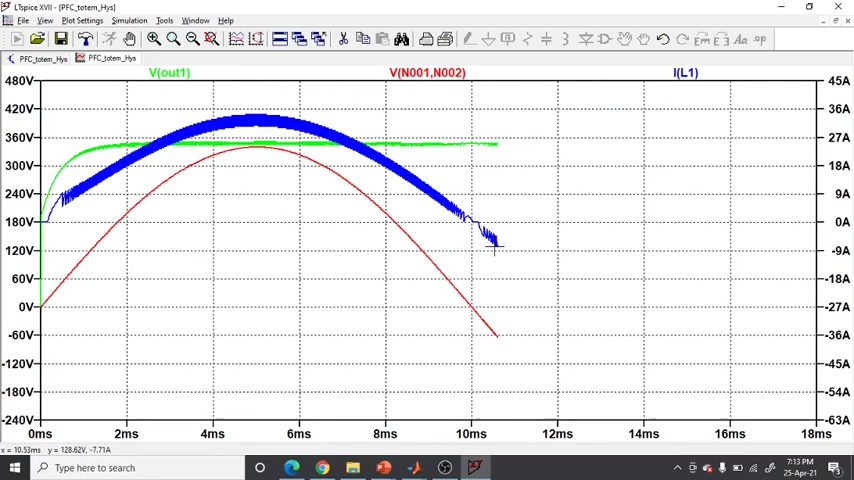 LTspice XVII - [PFC_totem_Hys]
File View Plot Settings Simulation Tools Window Help
PFC_totem_Hys PFC_totem_Hys
V(out1) V(N001,N002) I(L1)
480V 45A
420V 36A
360V 27A
300V 18A
240V 9A
180V 0A
120V -9A
60V -18A
0V -27A
-60V -36A
-120V -45A
-180V -54A
-240V -63A
0ms 2ms 4ms 6ms 8ms 10ms 12ms 14ms 16ms 18ms
x = 10.53ms y = 128.62V, -7.71A
Type here to search
7:13 PM
25-Apr-21
3